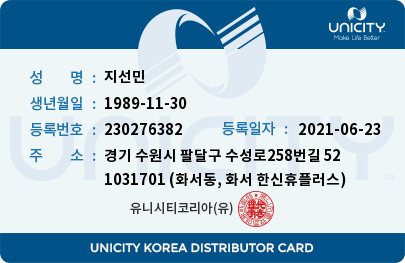 UNICITY
Make Life Better
성 명 : 지선민
생년월일 : 1989-11-30
등록번호 : 230276382 등록일자 : 2021-06-23
주 소 : 경기 수원시 팔달구 수성로258번길 52
1031701 (화서동, 화서 한신휴플러스)
유니시티코리아(유)
UNICITY
UNICITY KOREA DISTRIBUTOR CARD